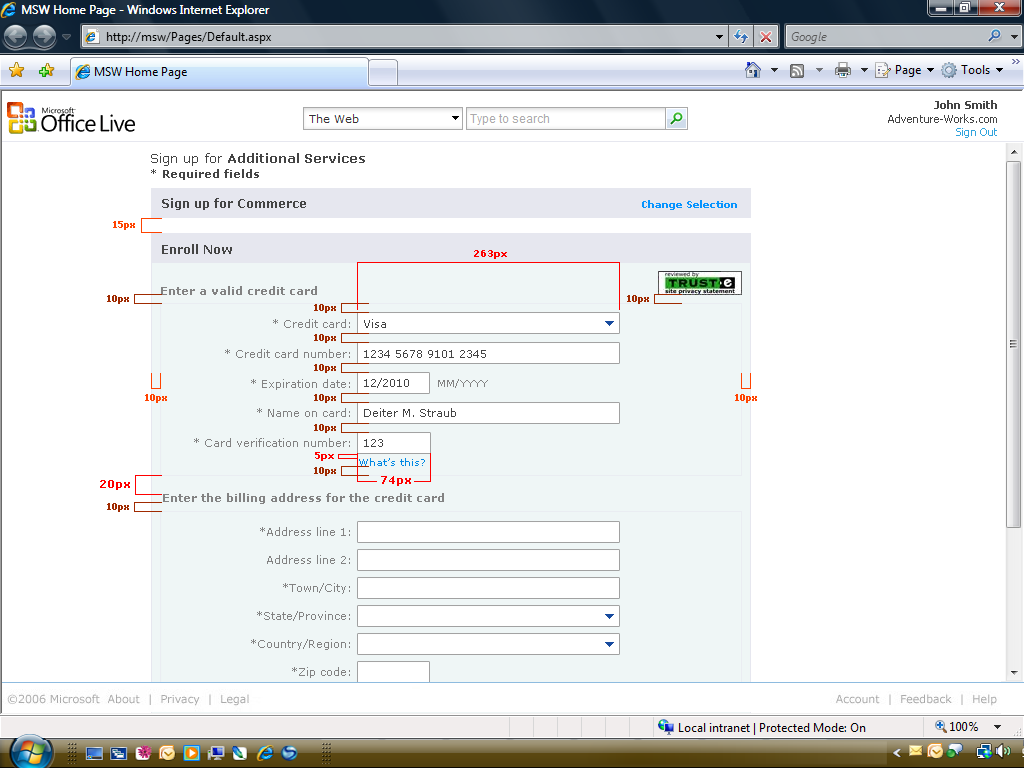 MSW Home Page - Windows Internet Explorer
http://msw/Pages/Default.aspx
Google
MSW Home Page
Page
Tools
Microsoft
Office Live
The Web
Type to search
John Smith
Adventure-Works.com
Sign Out
Sign up for Additional Services
* Required fields
Sign up for Commerce
Change Selection
15px
Enroll Now
263px
reviewed by
TRUST e
site privacy statement
Enter a valid credit card
10px
10px
10px
* Credit card: Visa
10px
* Credit card number: 1234 5678 9101 2345
10px
* Expiration date: 12/2010 MM/YYYY
10px
10px
10px
* Name on card: Deiter M. Straub
10px
* Card verification number: 123
5px
What's this?
10px
74px
20px
Enter the billing address for the credit card
10px
*Address line 1:
Address line 2:
*Town/City:
*State/Province:
*Country/Region:
*Zip code:
©2006 Microsoft About | Privacy | Legal
Account | Feedback | Help
Local intranet | Protected Mode: On
100%